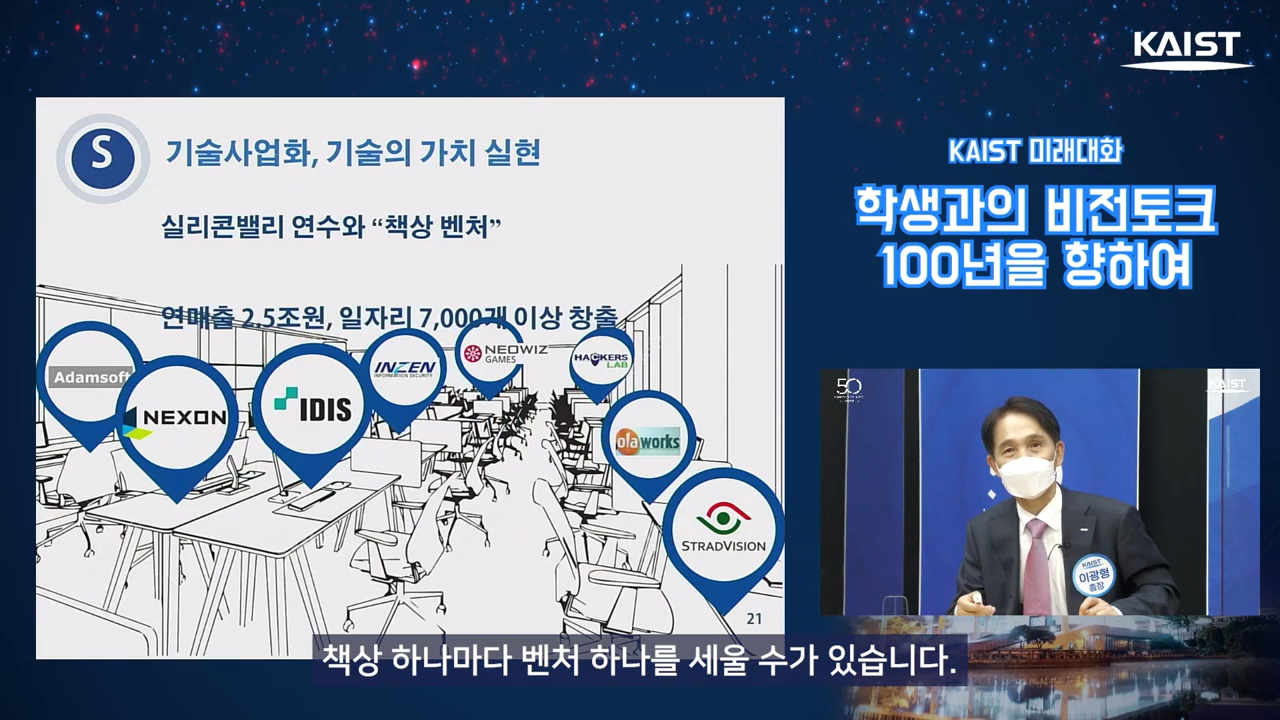 KAIST
S
기술사업화, 기술의 가치 실현
실리콘밸리 연수와 “책상 벤처”
연매출 2.5조원, 일자리 7,000개 이상 창출
Adamsoft
NEXON
IDIS
INZEN
INFORMATION SECURITY
NEOWIZ
GAMES
HACKERS
LAB
olaworks
STRADVISION
21
KAIST 미래대화
학생과의 비전토크
100년을 향하여
50
KAIST
KAIST
이광형
총장
책상 하나마다 벤처 하나를 세울 수가 있습니다.